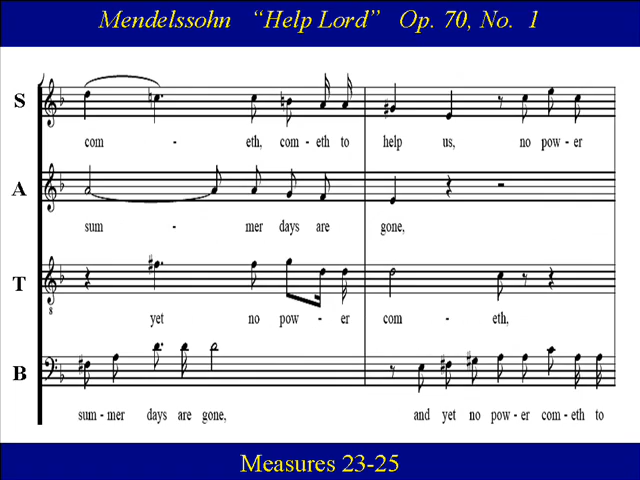 Mendelssohn “Help Lord” Op. 70, No. 1
S
com - eth, com - eth to help us, no pow - er
A
sum - mer days are gone,
T
8
yet no pow - er com - eth,
B
sum - mer days are gone, and yet no pow - er com - eth to
Measures 23-25